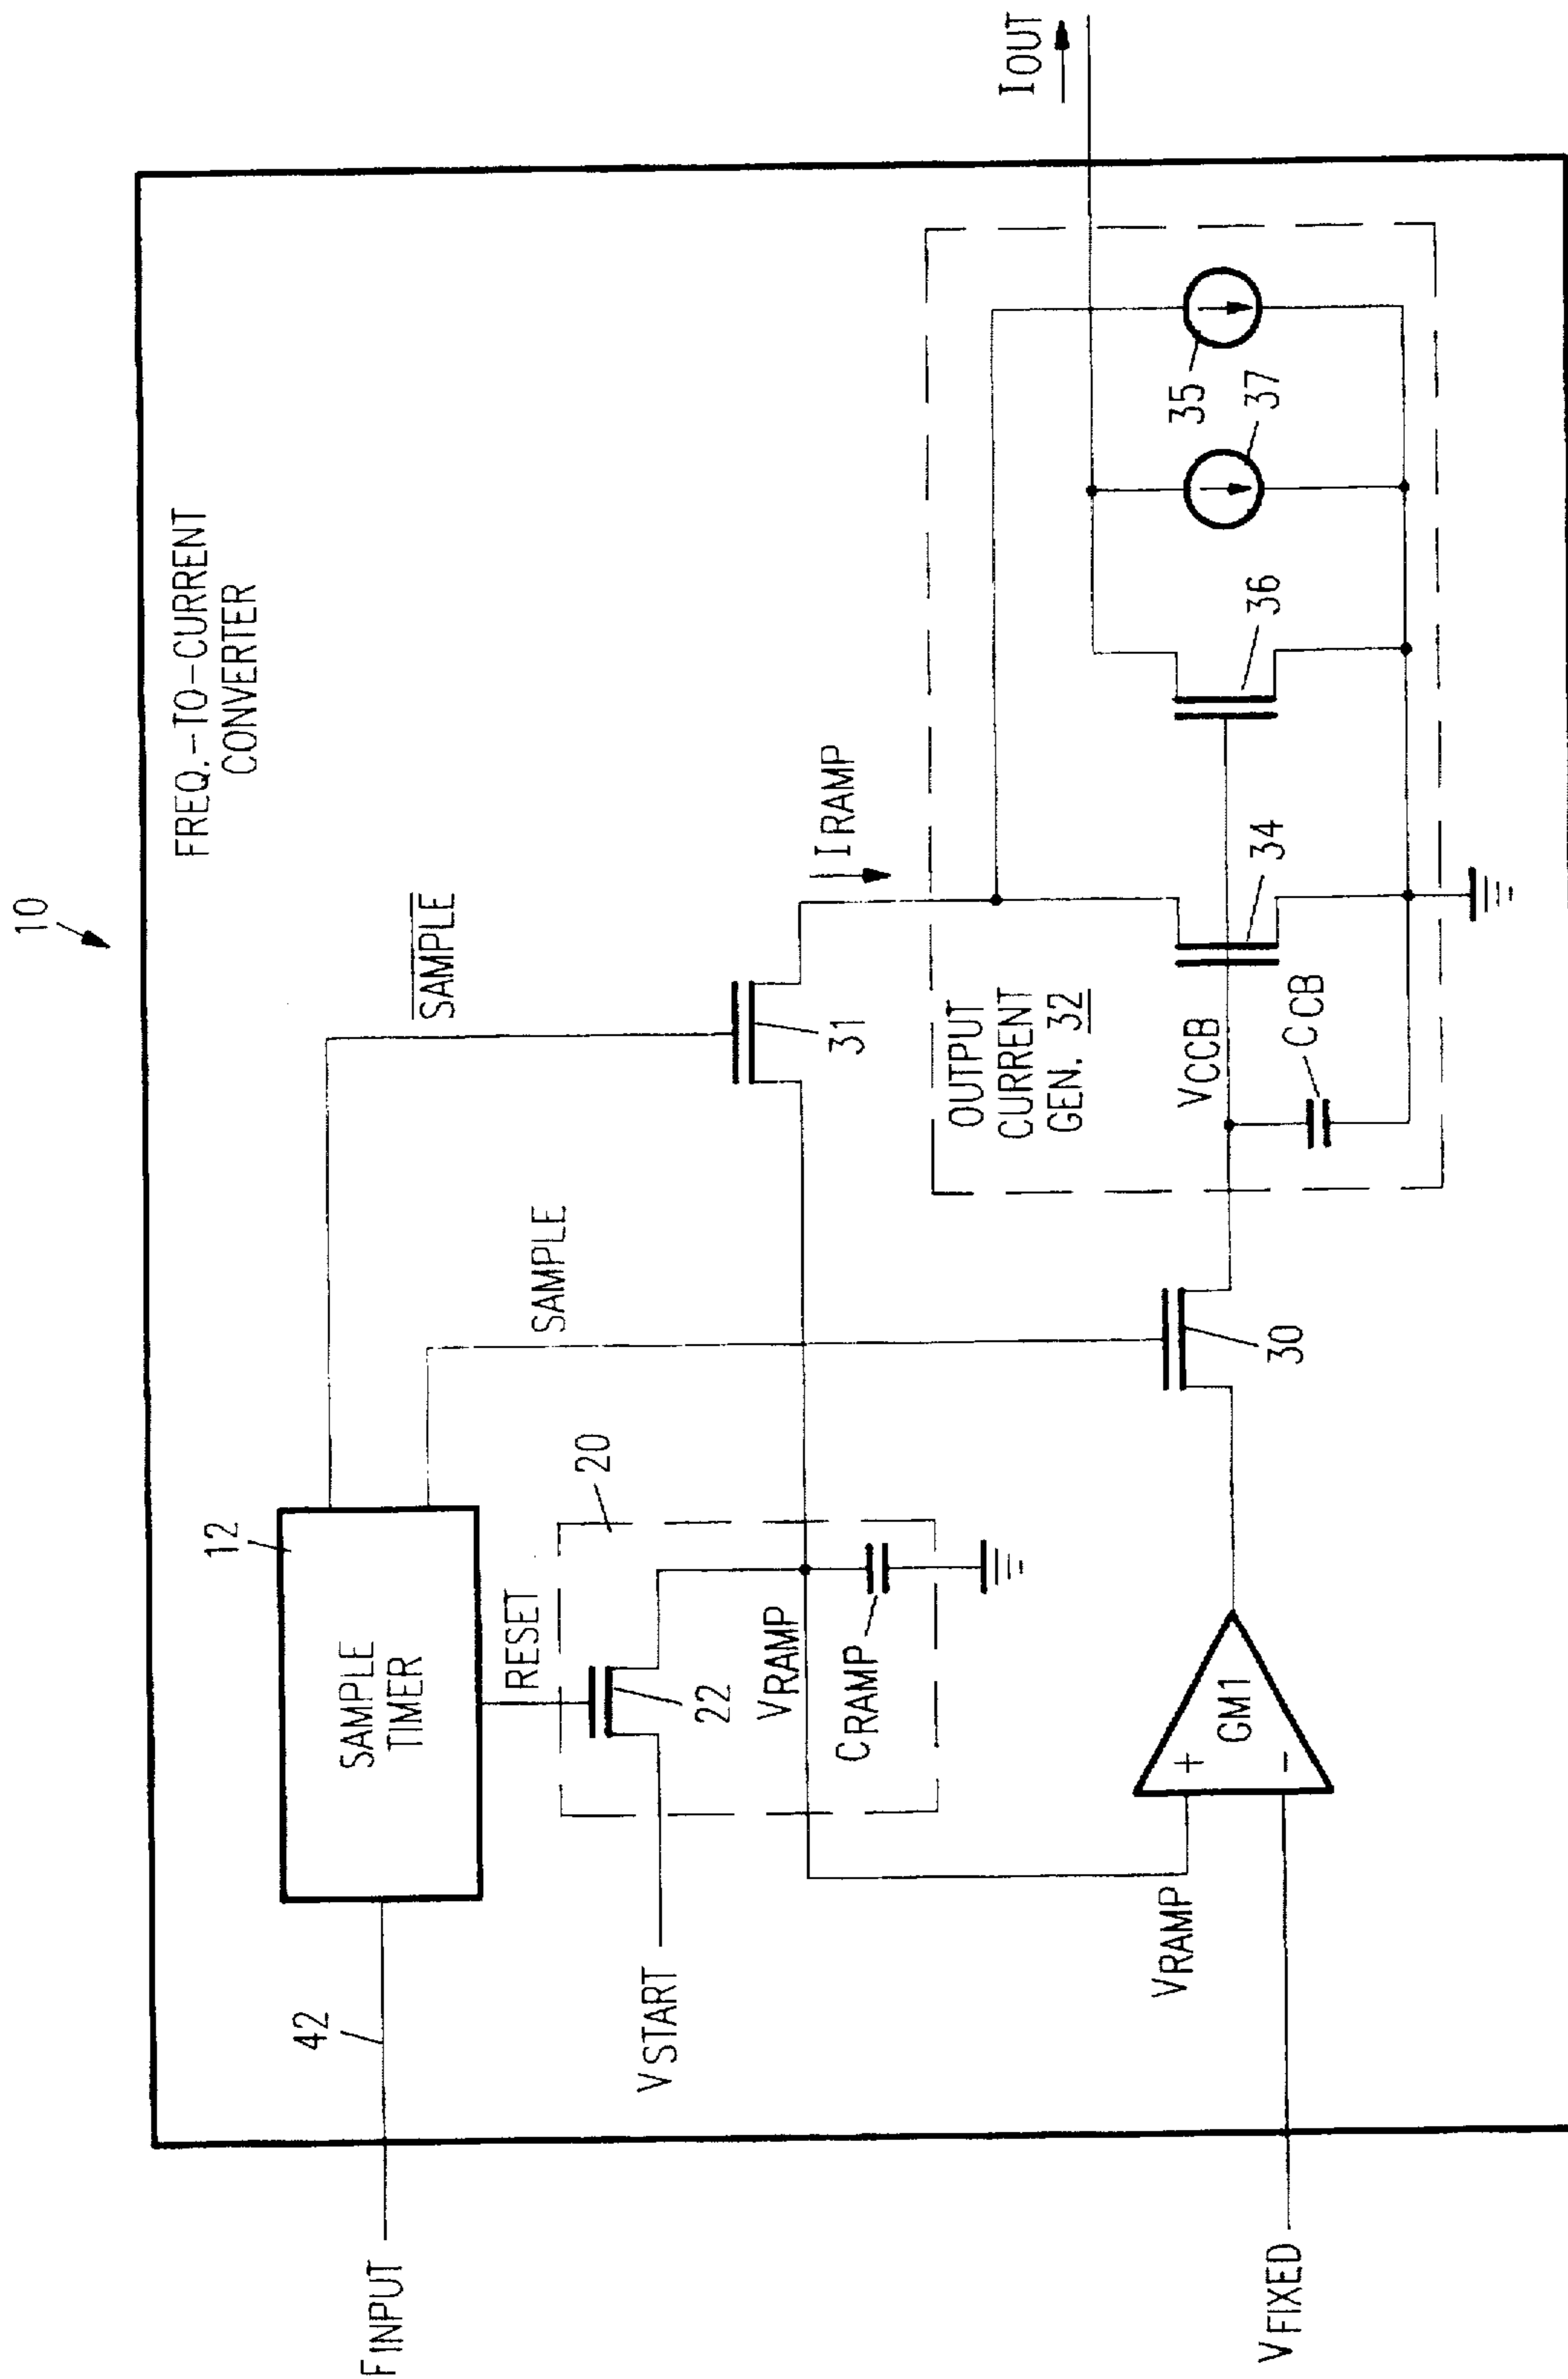 10
FREQ.-TO-CURRENT
CONVERTER
FINPUT
42
12
SAMPLE
TIMER
SAMPLE
SAMPLE
RESET
20
22
VSTART
VRAMP
CRAMP
31
IRAMP
IOUT
OUTPUT
CURRENT
GEN. 32
VCCB
CCB
34
36
37
35
30
VRAMP
+
-
GM1
VFIXED